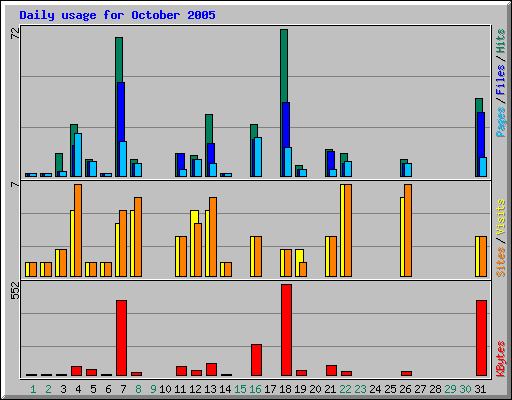 Daily usage for October 2005
72
Pages / Files / Hits
7
Sites / Visits
552
KBytes
1 2 3 4 5 6 7 8 9 10 11 12 13 14 15 16 17 18 19 20 21 22 23 24 25 26 27 28 29 30 31